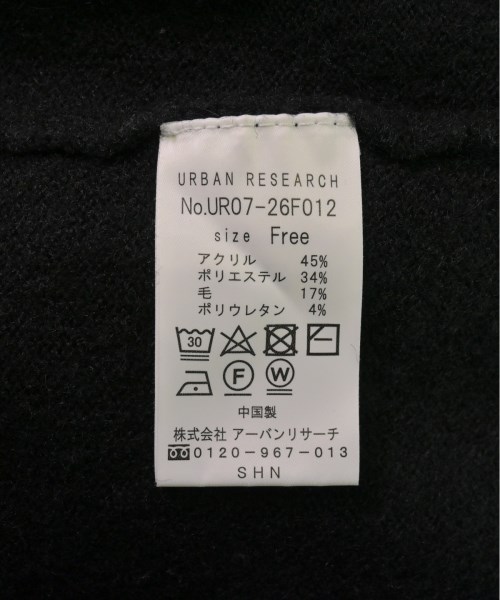 URBAN RESEARCH
No.UR07-26F012
size Free
アクリル 45%
ポリエステル 34%
毛 17%
ポリウレタン 4%
30
F W
中国製
株式会社 アーバンリサーチ
0120-967-013
SHN